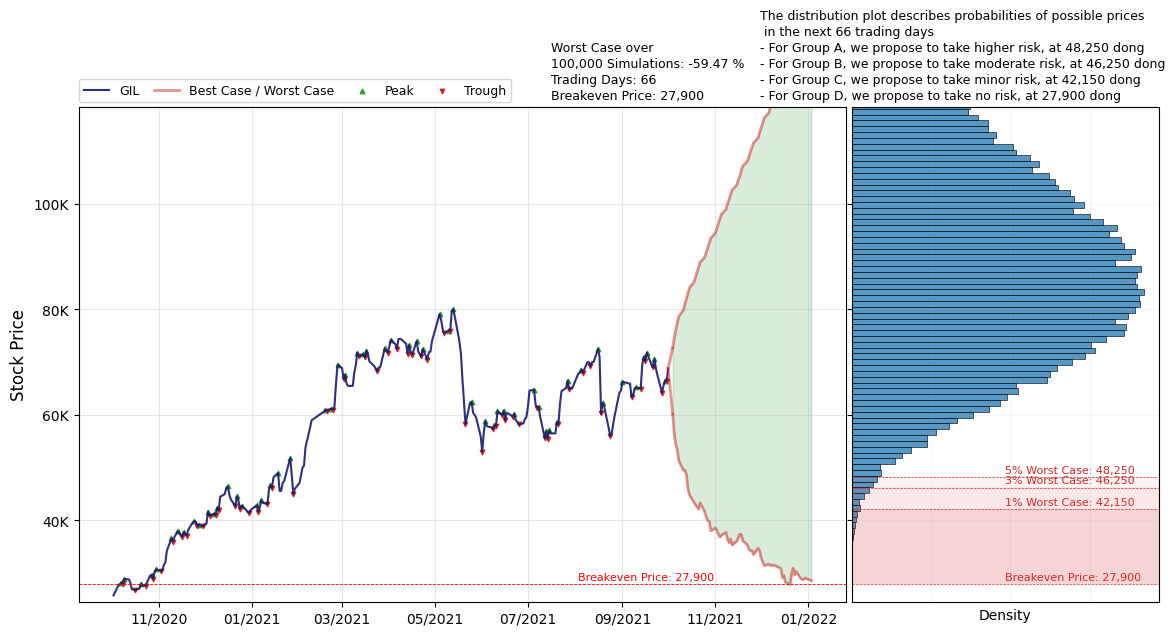 The distribution plot describes probabilities of possible prices
in the next 66 trading days
- For Group A, we propose to take higher risk, at 48,250 dong
- For Group B, we propose to take moderate risk, at 46,250 dong
- For Group C, we propose to take minor risk, at 42,150 dong
- For Group D, we propose to take no risk, at 27,900 dong
Worst Case over
100,000 Simulations: -59.47 %
Trading Days: 66
Breakeven Price: 27,900
GIL
Best Case / Worst Case
Peak
Trough
Stock Price
100K
80K
60K
40K
Breakeven Price: 27,900
11/2020
01/2021
03/2021
05/2021
07/2021
09/2021
11/2021
01/2022
5% Worst Case: 48,250
3% Worst Case: 46,250
1% Worst Case: 42,150
Breakeven Price: 27,900
Density